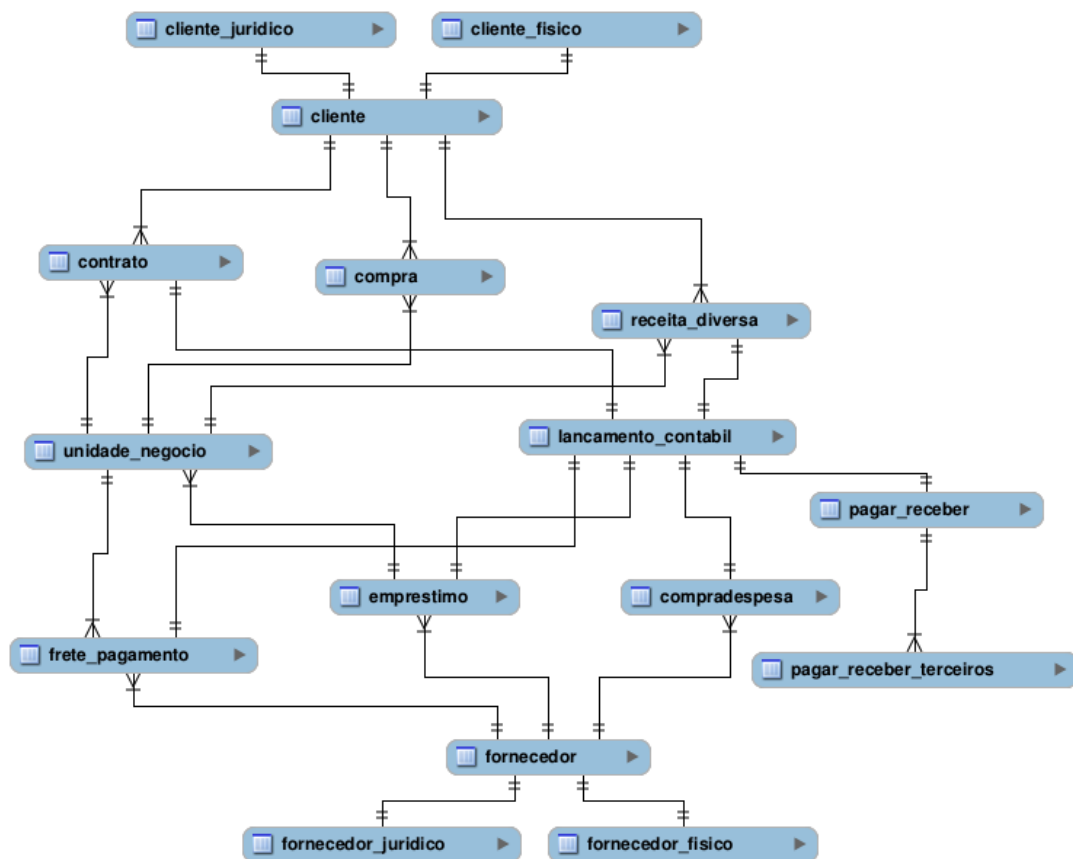 cliente_juridico
cliente_fisico
cliente
contrato
compra
receita_diversa
unidade_negocio
lancamento_contabil
pagar_receber
emprestimo
compradespesa
frete_pagamento
pagar_receber_terceiros
fornecedor
fornecedor_juridico
fornecedor_fisico